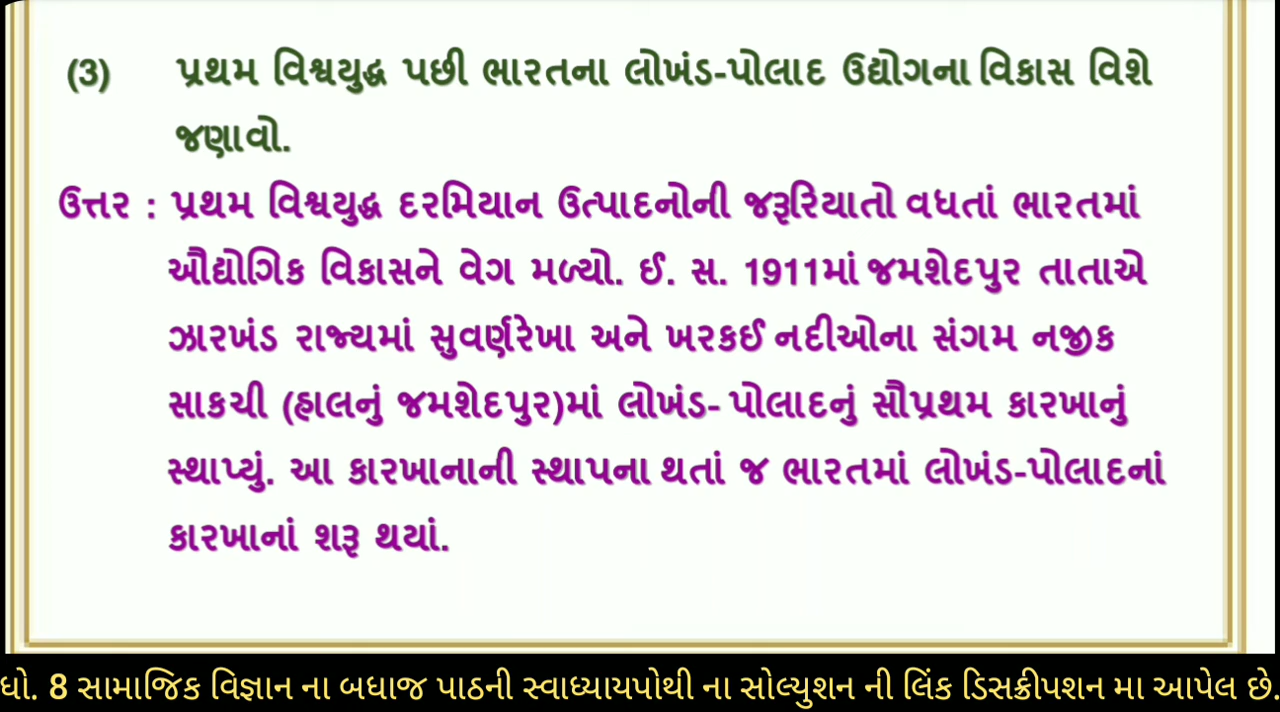 (3) પ્રથમ વિશ્વયુદ્ધ પછી ભારતના લોખંડ-પોલાદ ઉદ્યોગના વિકાસ વિશે
જણાવો.
ઉત્તર : પ્રથમ વિશ્વયુદ્ધ દરમિયાન ઉત્પાદનોની જરૂરિયાતો વધતાં ભારતમાં
ઔદ્યોગિક વિકાસને વેગ મળ્યો. ઈ. સ. 1911માં જમશેદપુર તાતાએ
ઝારખંડ રાજ્યમાં સુવર્ણરેખા અને ખરકઈ નદીઓના સંગમ નજીક
સાકચી (હાલનું જમશેદપુર)માં લોખંડ- પોલાદનું સૌપ્રથમ કારખાનું
સ્થાપ્યું. આ કારખાનાની સ્થાપના થતાં જ ભારતમાં લોખંડ-પોલાદનાં
કારખાનાં શરૂ થયાં.
ધો. 8 સામાજિક વિજ્ઞાન ના બધાજ પાઠની સ્વાધ્યાયપોથી ના સોલ્યુશન ની લિંક ડિસક્રીપશન મા આપેલ છે.